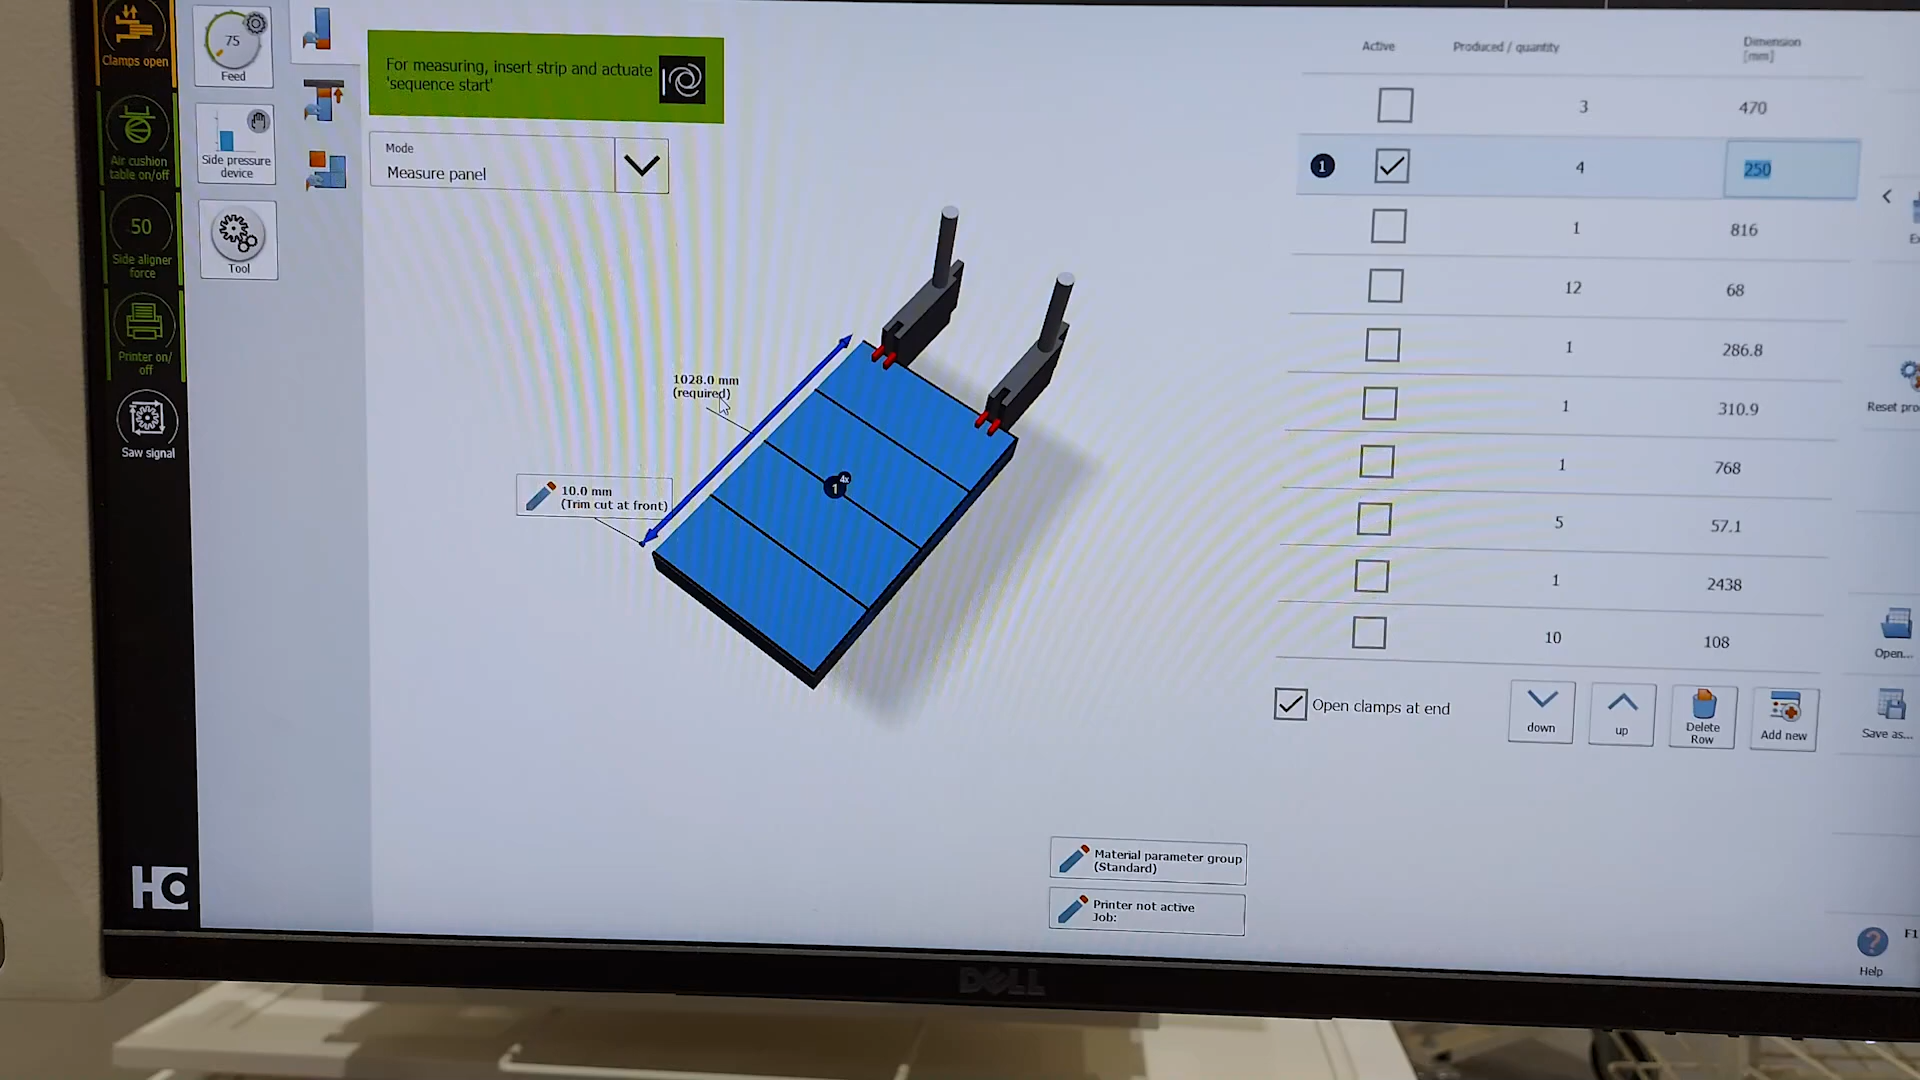 Clamps open
Air cushion
table on/off
50
Side aligner
force
Printer on/
off
Saw signal
75
Feed
Side pressure
device
Tool
For measuring, insert strip and actuate
'sequence start'
Mode
Measure panel
1028.0 mm
(required)
10.0 mm
(Trim cut at front)
1
4x
Material parameter group
(Standard)
Printer not active
Job:
Active Produced / quantity Dimension
[mm]
3 470
1 4 250
1 816
12 68
1 286.8
1 310.9
1 768
5 57.1
1 2438
10 108
Open clamps at end
down
up
Delete
Row
Add new
Reset
Open...
Save as...
F1
Help
DELL